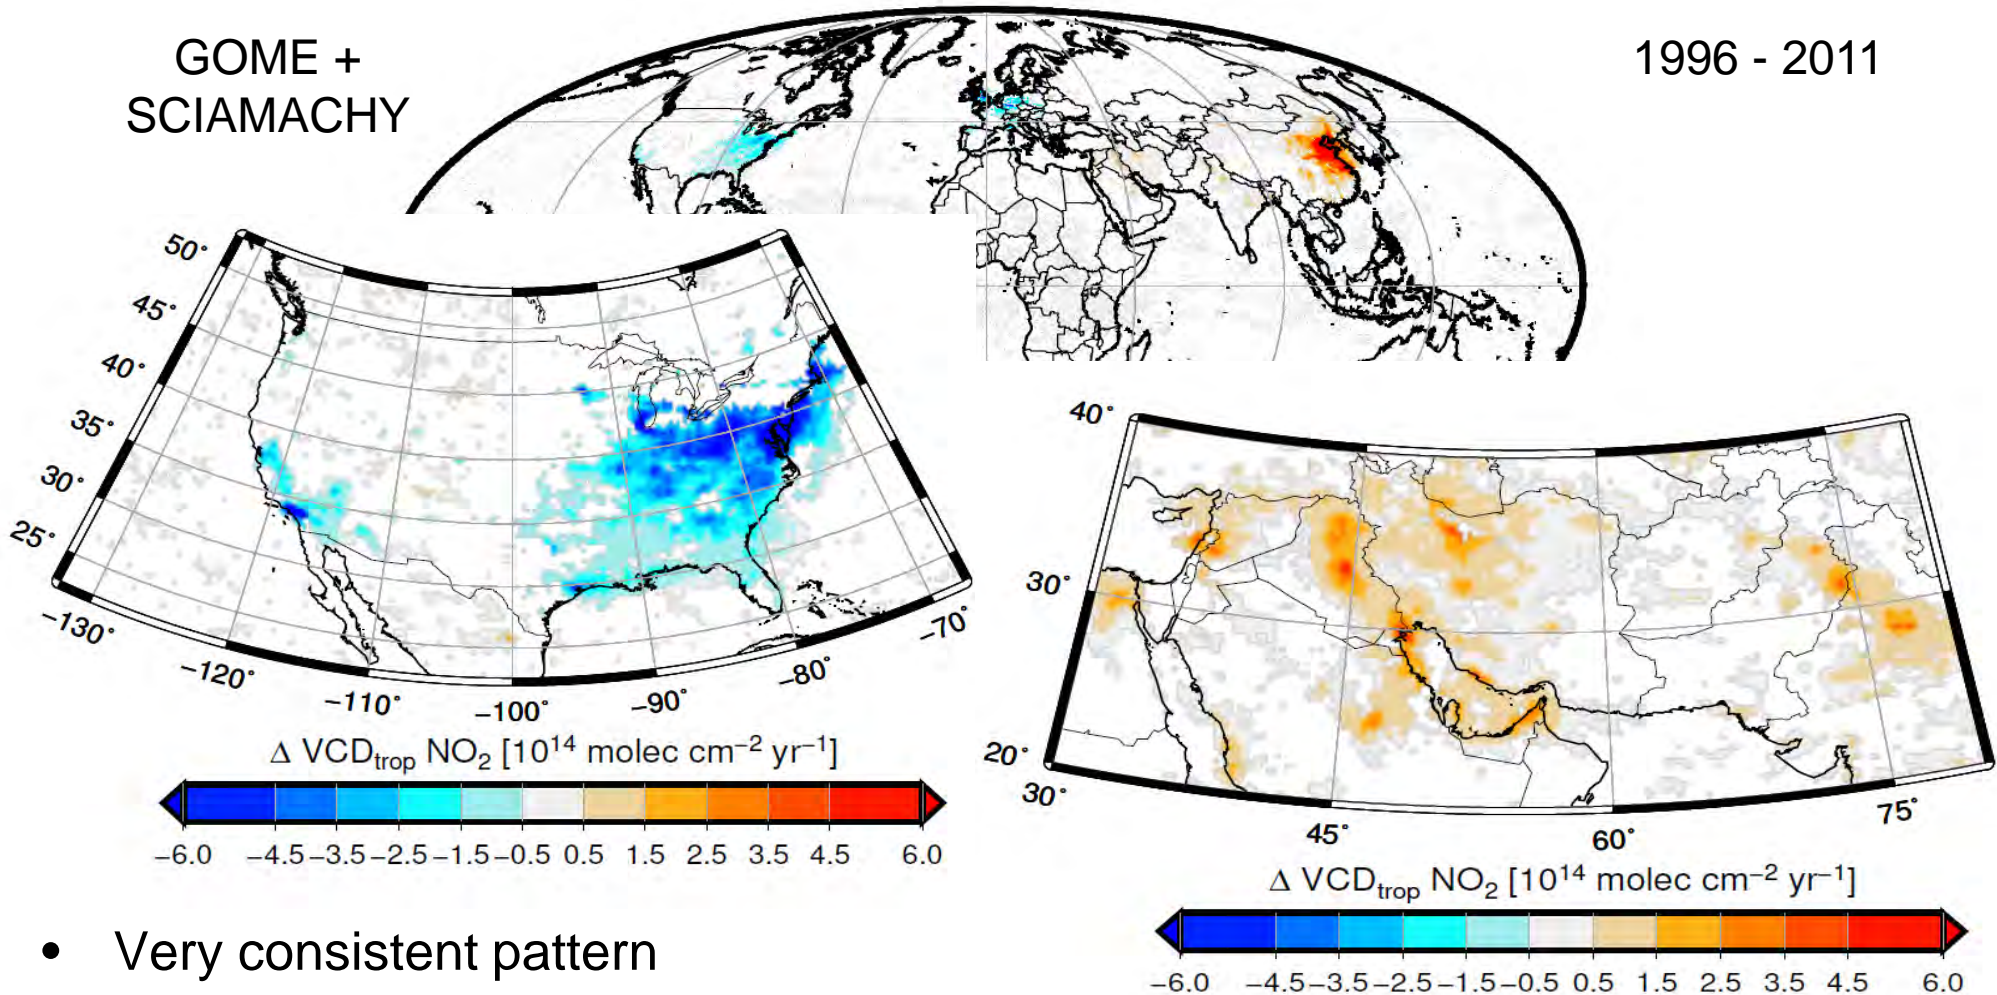 GOME +
SCIAMACHY
1996 - 2011
50°
45°
40°
35°
30°
25°
−130°
−120°
−110°
−100°
−90°
−80°
−70°
Δ VCDtrop NO2 [10¹⁴ molec cm⁻² yr⁻¹]
−6.0 −4.5 −3.5 −2.5 −1.5 −0.5 0.5 1.5 2.5 3.5 4.5 6.0
40°
30°
20°
30°
45°
60°
75°
Δ VCDtrop NO2 [10¹⁴ molec cm⁻² yr⁻¹]
−6.0 −4.5 −3.5 −2.5 −1.5 −0.5 0.5 1.5 2.5 3.5 4.5 6.0
• Very consistent pattern